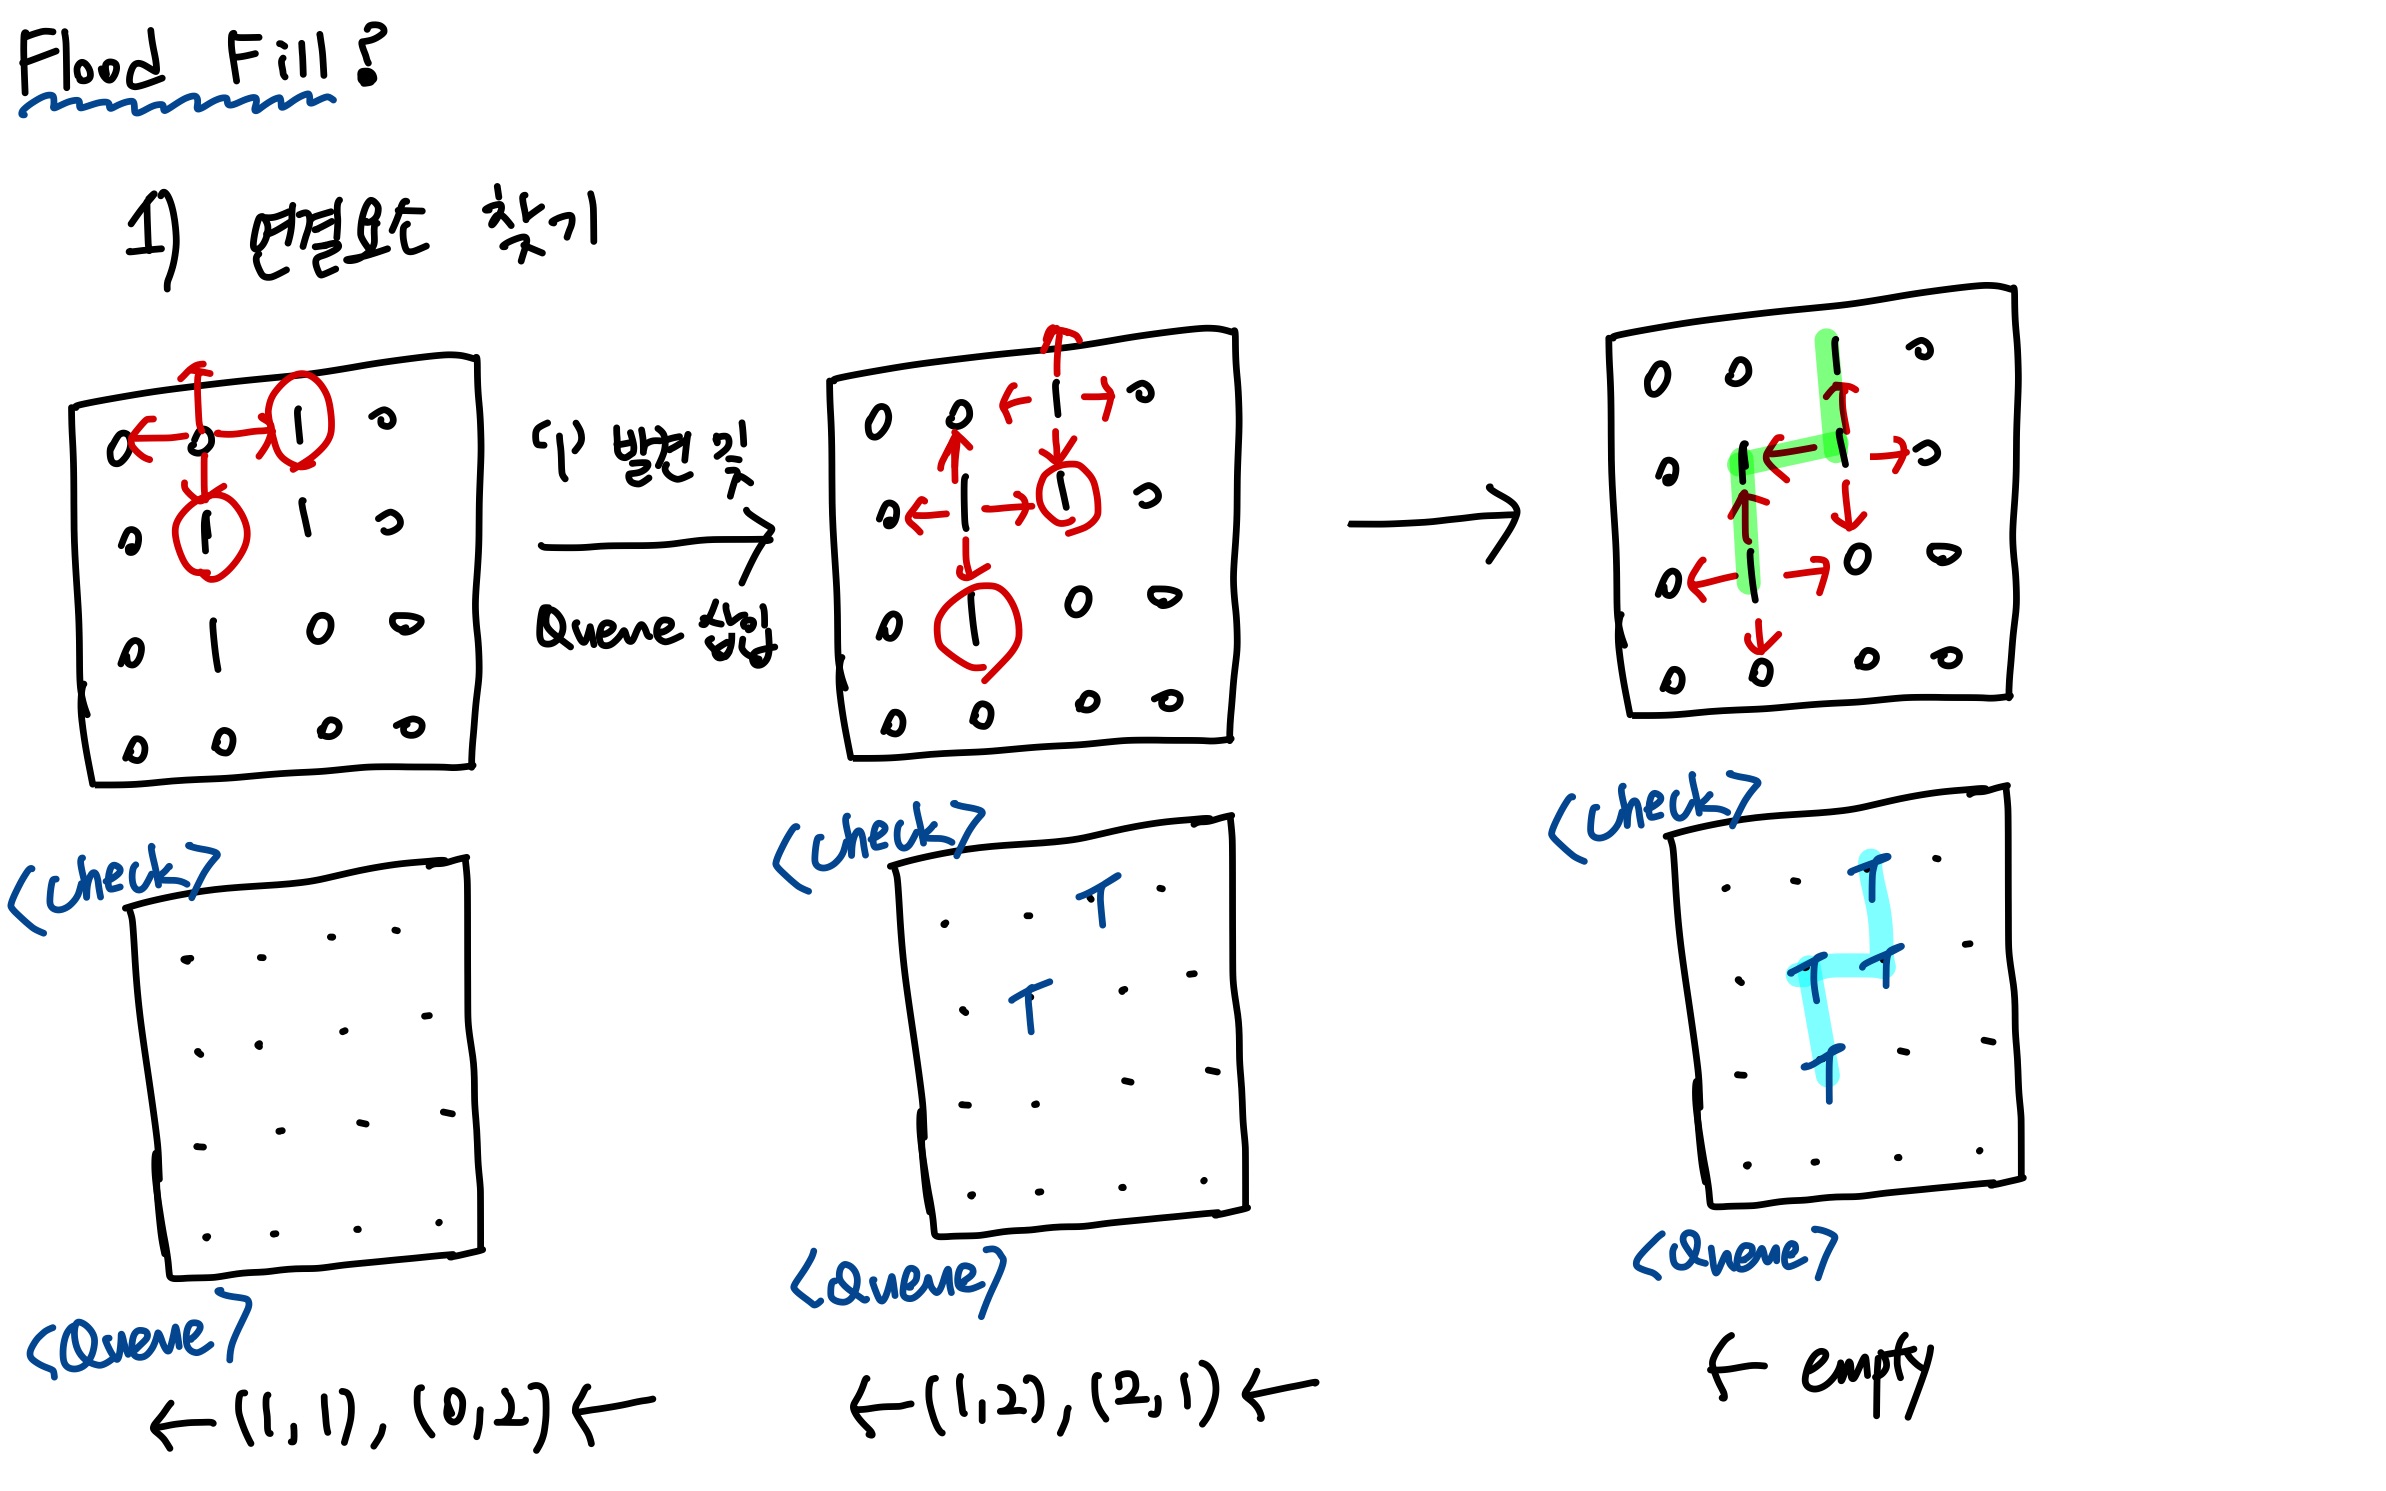 Flood Fill?
1) 연결요소 찾기
0 0 1 0
0 1 1 0
0 1 0 0
0 0 0 0
(1) 발견 후
Queue 삽입
0 0 1 0
0 1 1 0
0 1 0 0
0 0 0 0
0 0 1 0
0 1 1 0
0 1 0 0
0 0 0 0
<Check>
<Check>
T
T
<Check>
T
T T
T
<Queue>
← (1,1), (0,2) ←
<Queue>
← (1,2), (2,1) ←
<Queue>
← empty